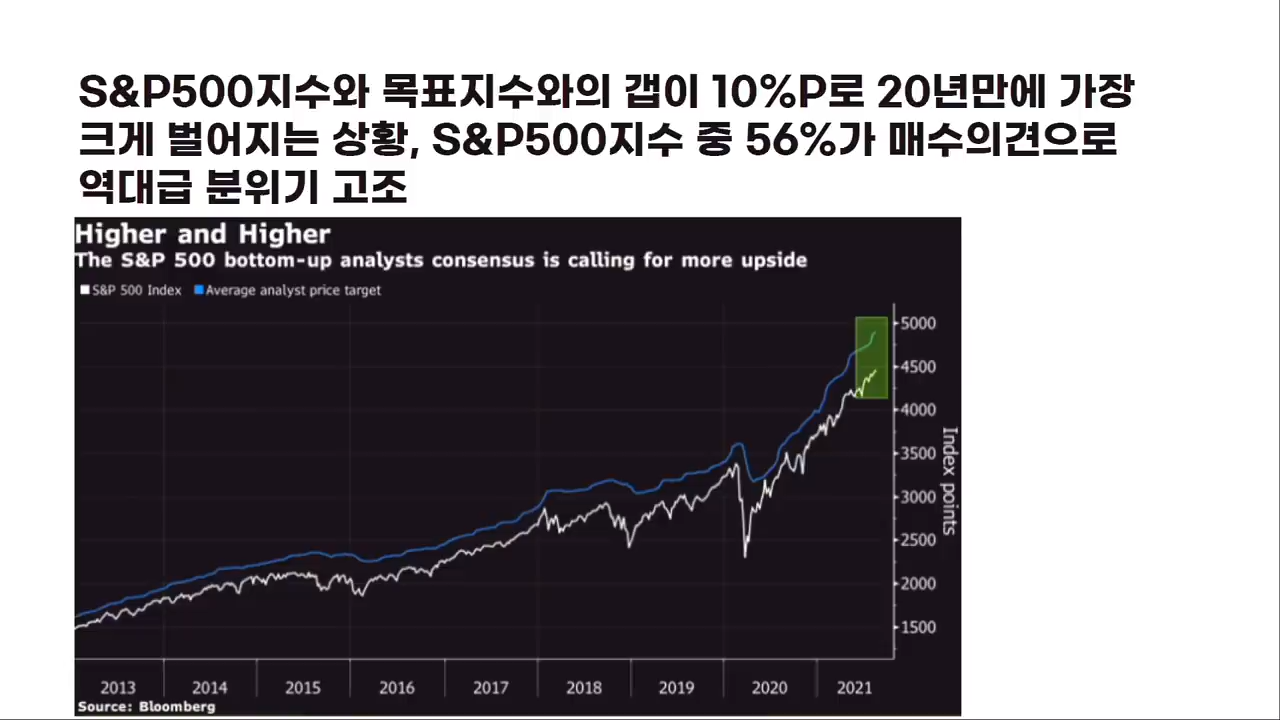 S&P500지수와 목표지수와의 갭이 10%P로 20년만에 가장
크게 벌어지는 상황, S&P500지수 중 56%가 매수의견으로
역대급 분위기 고조
Higher and Higher
The S&P 500 bottom-up analysts consensus is calling for more upside
S&P 500 Index Average analyst price target
5000
4500
4000
3500
3000
2500
2000
1500
Index points
2013 2014 2015 2016 2017 2018 2019 2020 2021
Source: Bloomberg